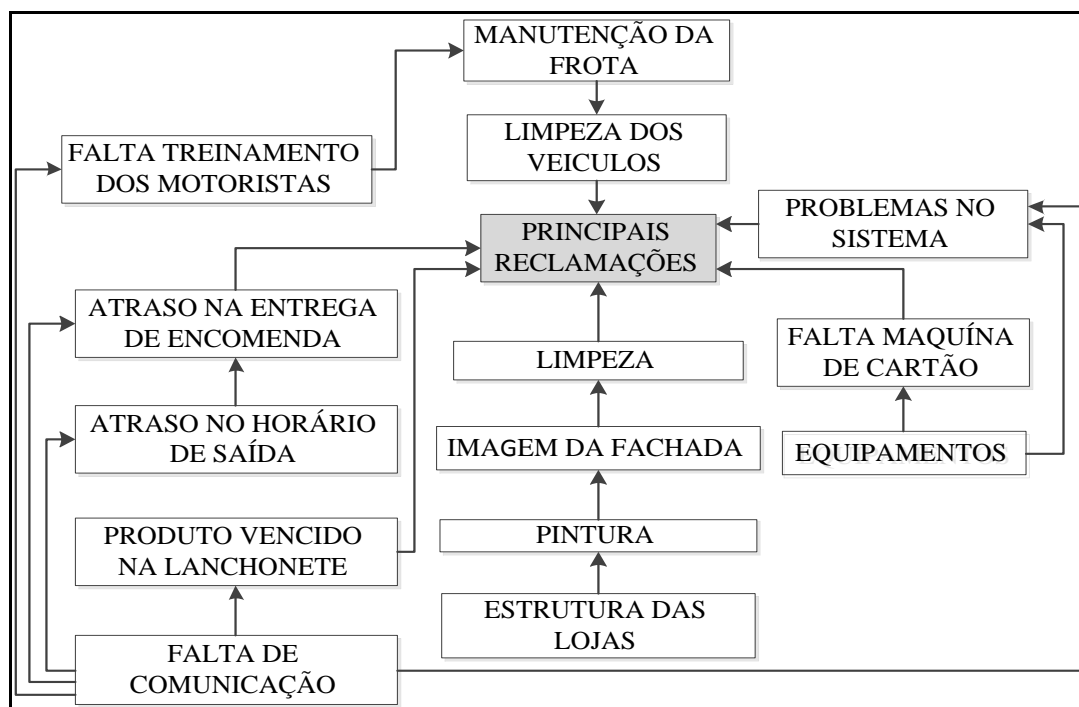 MANUTENÇÃO DA
FROTA
FALTA TREINAMENTO
DOS MOTORISTAS
LIMPEZA DOS
VEICULOS
PRINCIPAIS
RECLAMAÇÕES
PROBLEMAS NO
SISTEMA
ATRASO NA ENTREGA
DE ENCOMENDA
LIMPEZA
FALTA MAQUÍNA
DE CARTÃO
ATRASO NO HORÁRIO
DE SAÍDA
IMAGEM DA FACHADA
EQUIPAMENTOS
PRODUTO VENCIDO
NA LANCHONETE
PINTURA
ESTRUTURA DAS
LOJAS
FALTA DE
COMUNICAÇÃO